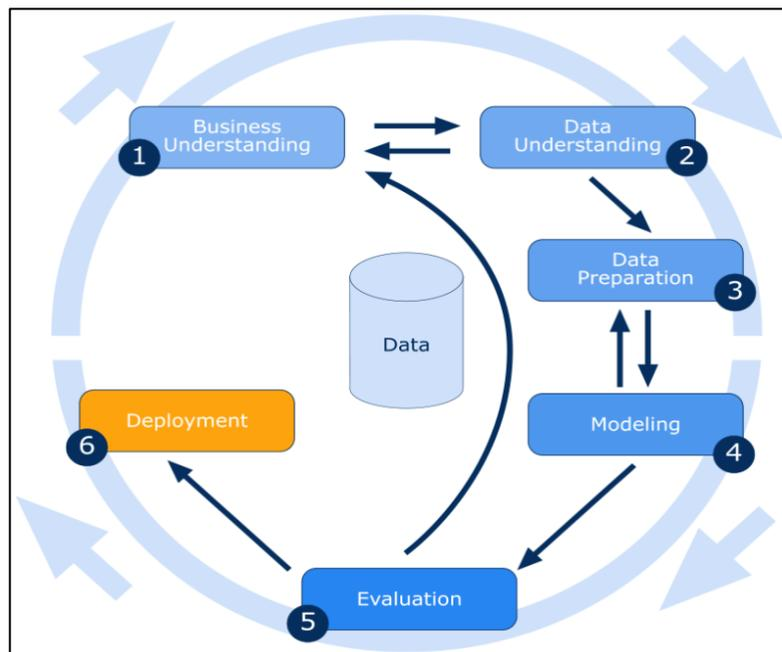 Business
Understanding
1
Data
Understanding
2
Data
Preparation
3
Data
Deployment
6
Modeling
4
Evaluation
5